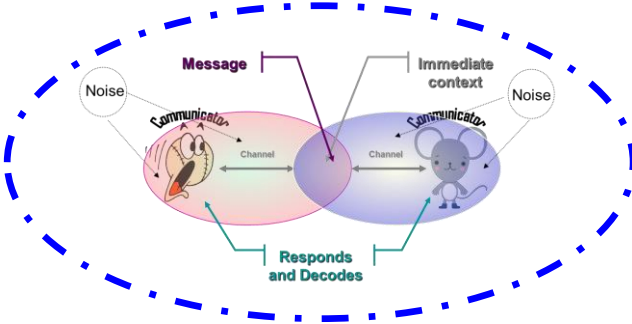 Message
Immediate
context
Noise
Noise
Communicator
Communicator
Channel
Channel
Responds
and Decodes